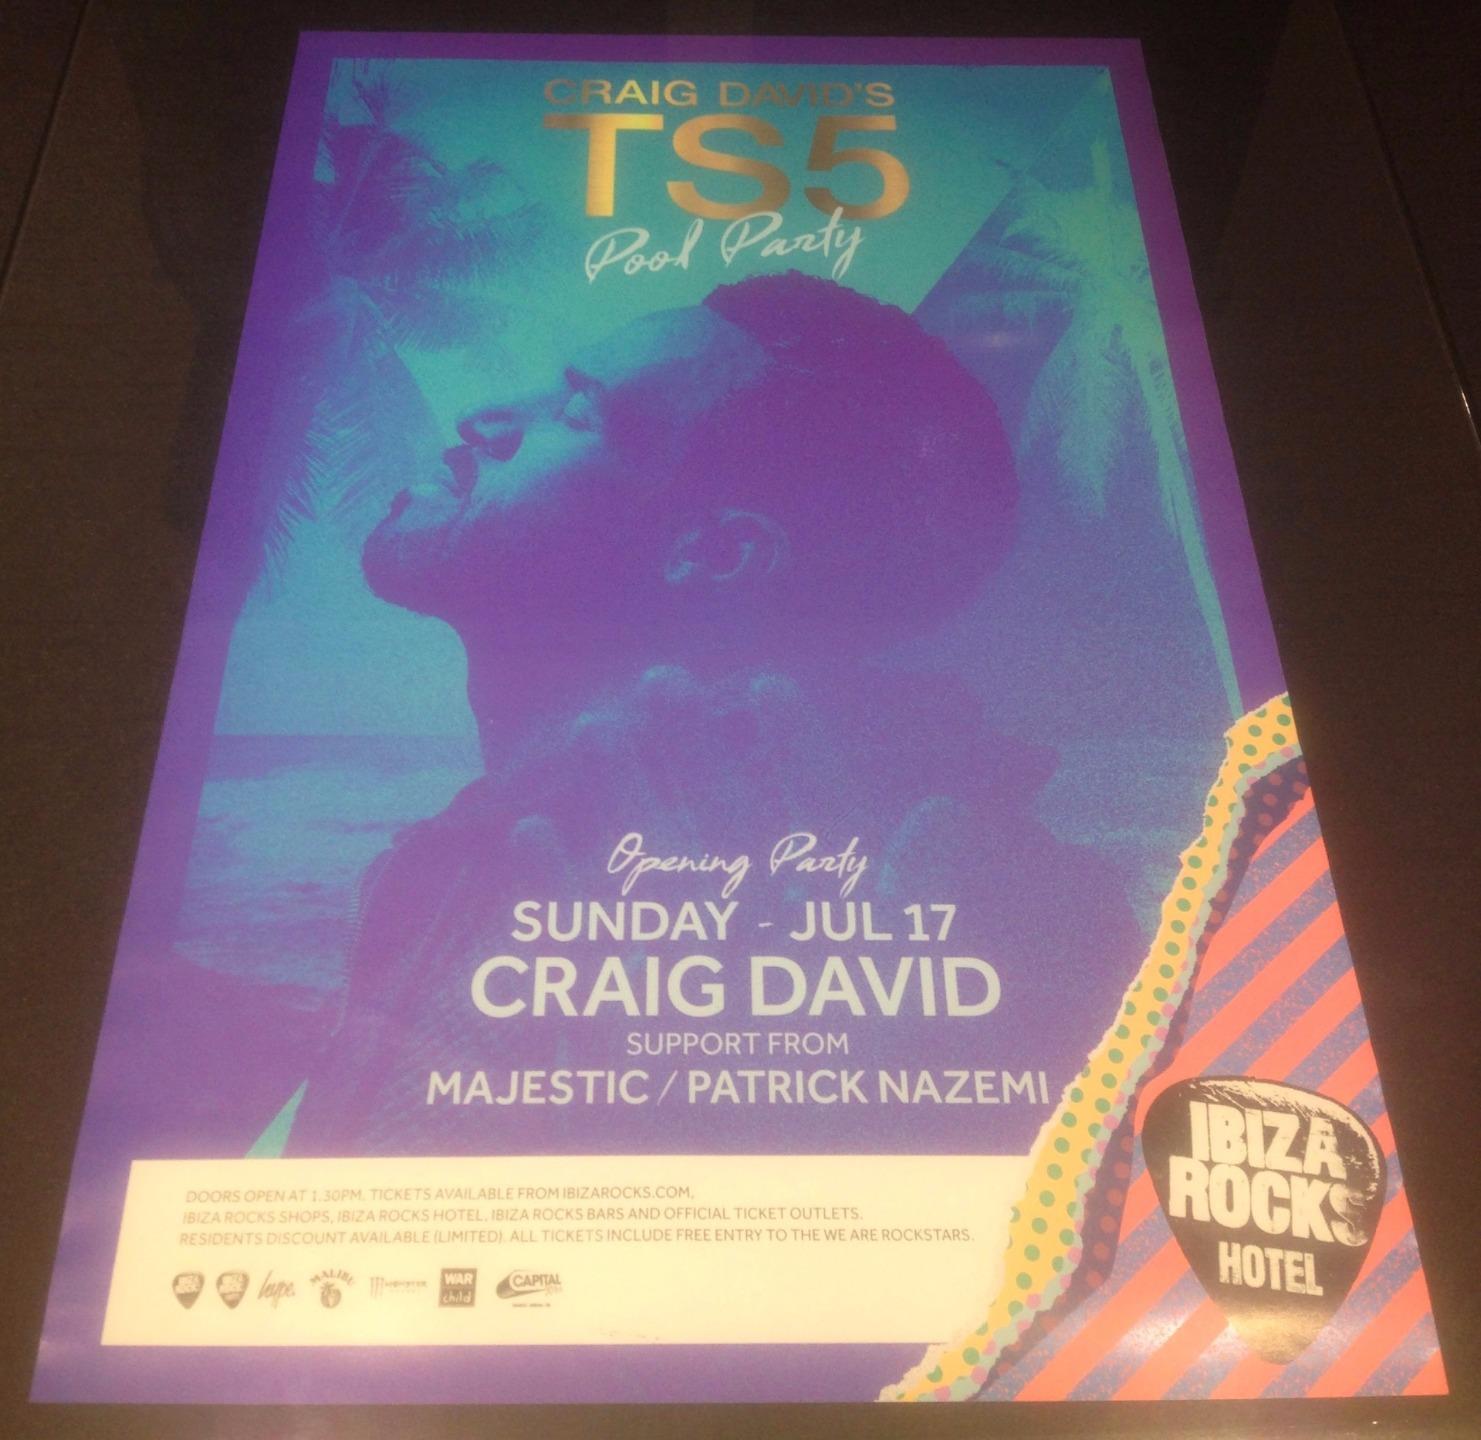 CRAIG DAVID'S
TS5
Pool Party
Opening Party
SUNDAY - JUL 17
CRAIG DAVID
SUPPORT FROM
MAJESTIC / PATRICK NAZEMI
DOORS OPEN AT 1.30PM. TICKETS AVAILABLE FROM IBIZAROCKS.COM,
IBIZA ROCKS SHOPS, IBIZA ROCKS HOTEL, IBIZA ROCKS BARS AND OFFICIAL TICKET OUTLETS.
RESIDENTS DISCOUNT AVAILABLE (LIMITED). ALL TICKETS INCLUDE FREE ENTRY TO THE WE ARE ROCKSTARS.
hype. MALIBU MONSTER WAR child CAPITAL
IBIZA
ROCKS
HOTEL